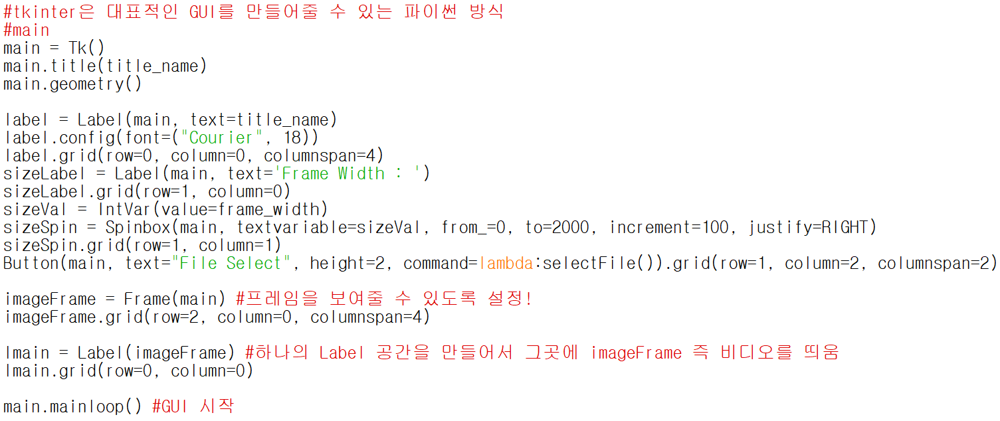 #tkinter은 대표적인 GUI를 만들어줄 수 있는 파이썬 방식
#main
main = Tk()
main.title(title_name)
main.geometry()
label = Label(main, text=title_name)
label.config(font=("Courier", 18))
label.grid(row=0, column=0, columnspan=4)
sizeLabel = Label(main, text='Frame Width : ')
sizeLabel.grid(row=1, column=0)
sizeVal = IntVar(value=frame_width)
sizeSpin = Spinbox(main, textvariable=sizeVal, from_=0, to=2000, increment=100, justify=RIGHT)
sizeSpin.grid(row=1, column=1)
Button(main, text="File Select", height=2, command=lambda:selectFile()).grid(row=1, column=2, columnspan=2)
imageFrame = Frame(main) #프레임을 보여줄 수 있도록 설정!
imageFrame.grid(row=2, column=0, columnspan=4)
lmain = Label(imageFrame) #하나의 Label 공간을 만들어서 그곳에 imageFrame 즉 비디오를 띄움
lmain.grid(row=0, column=0)
main.mainloop() #GUI 시작